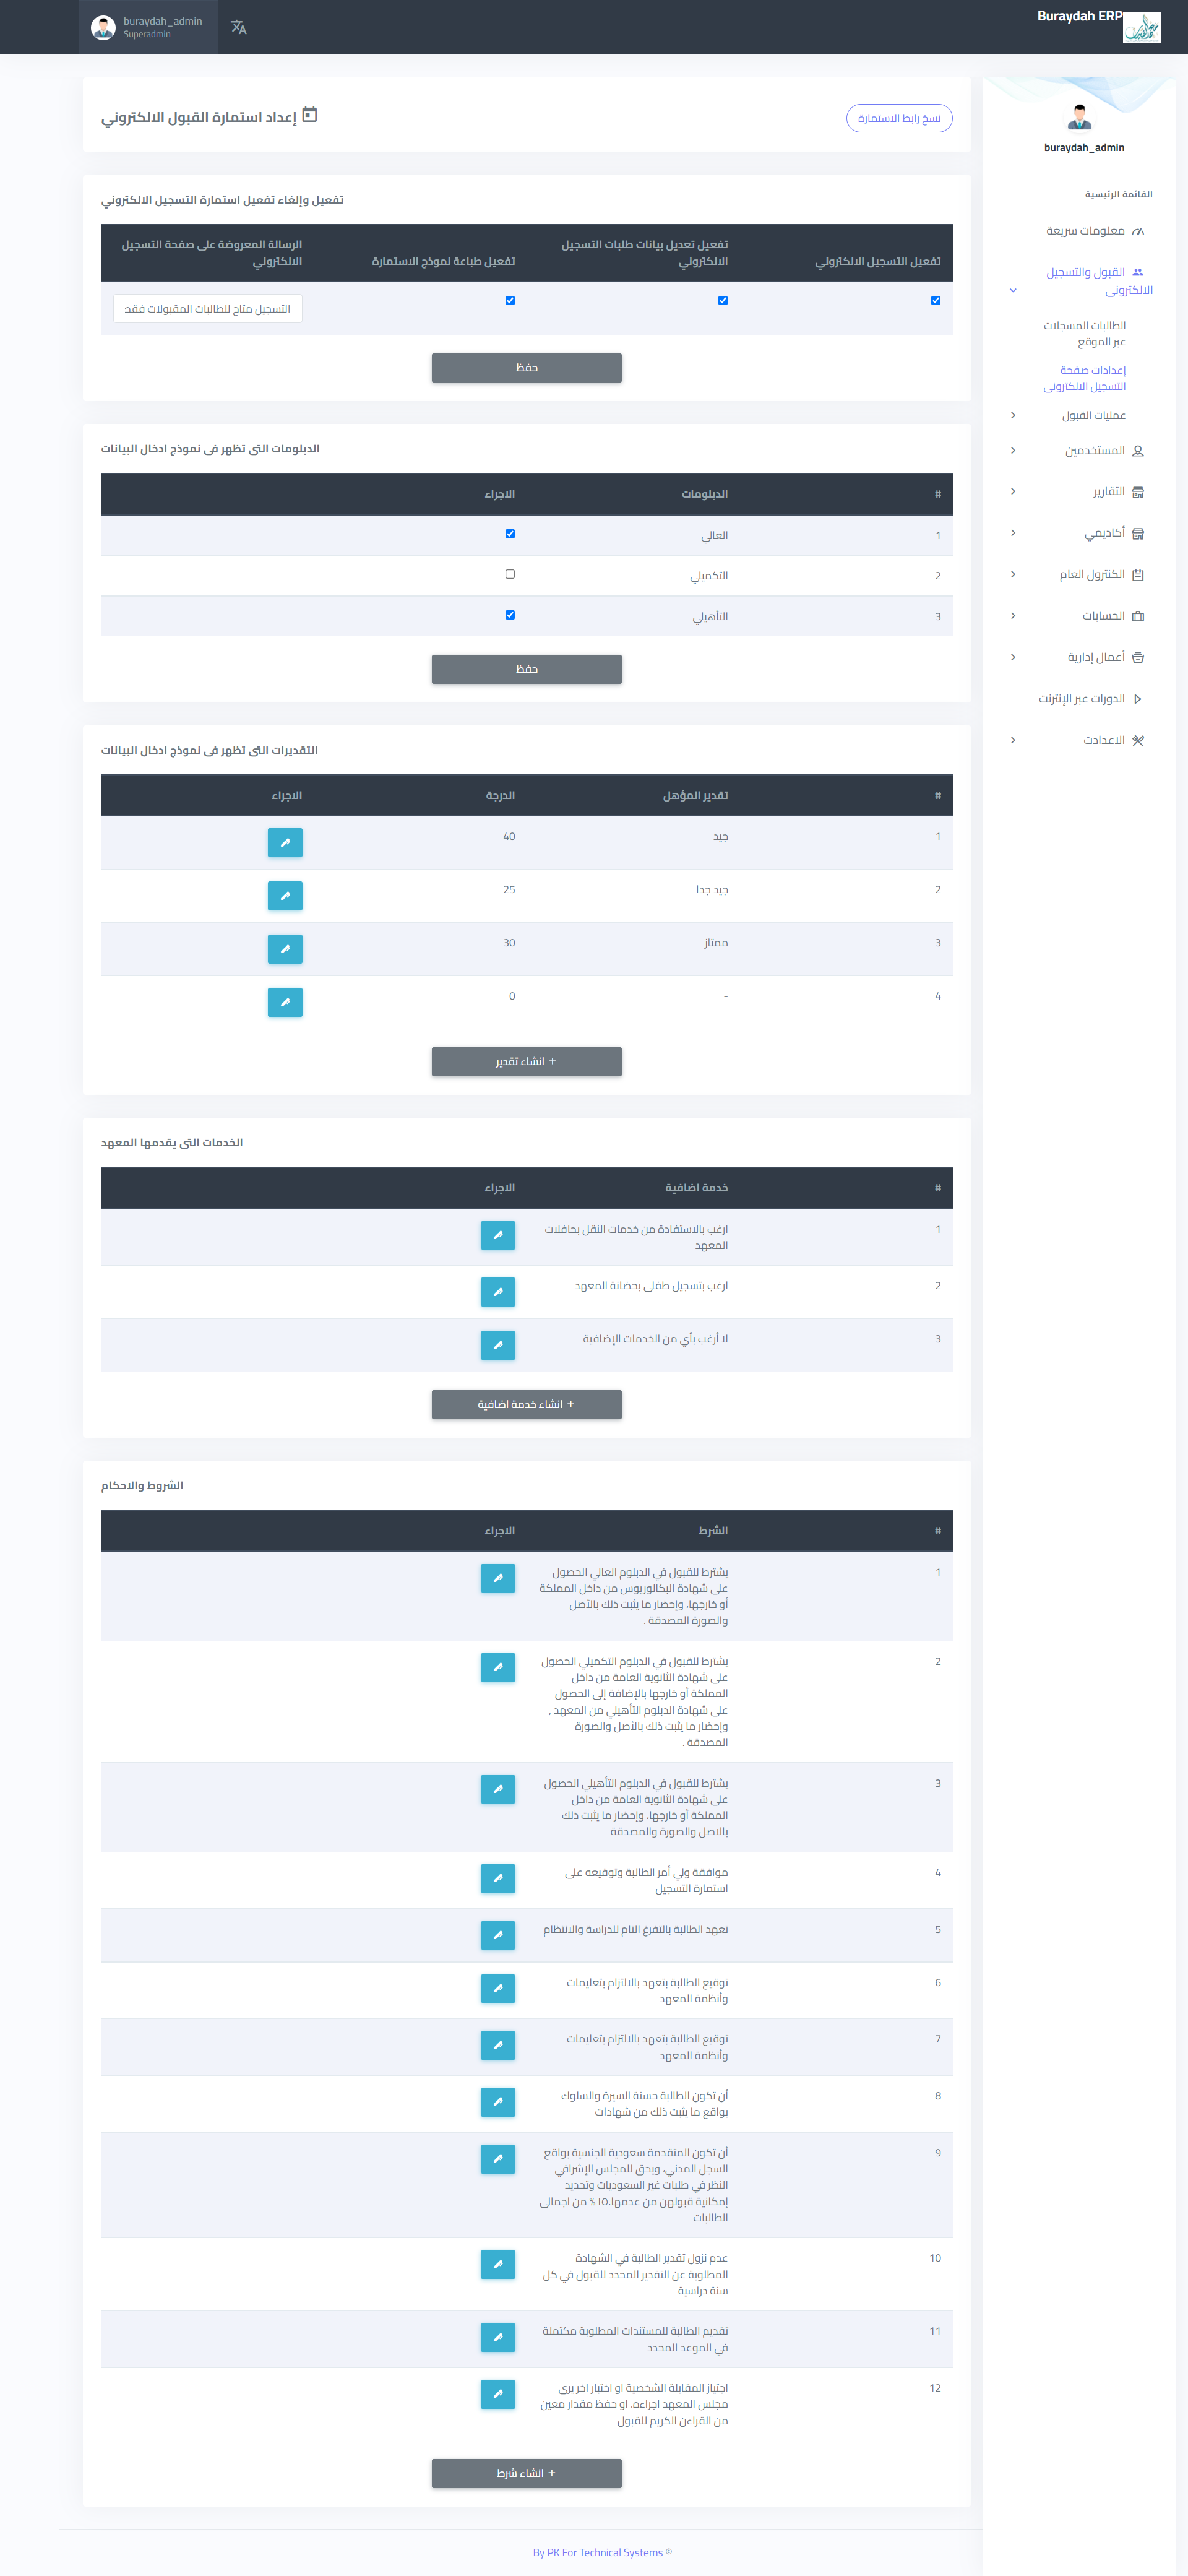 buraydah_admin
Superadmin
Buraydah ERP
buraydah_admin
القائمة الرئيسية
معلومات سريعة
القبول والتسجيل
الالكترونى
الطالبات المسجلات
عبر الموقع
إعدادات صفحة
التسجيل الالكترونى
عمليات القبول
المستخدمين
التقارير
أكاديمي
الكنترول العام
الحسابات
أعمال إدارية
الدورات عبر الإنترنت
الاعدادت
نسخ رابط الاستمارة
إعداد استمارة القبول الالكتروني
تفعيل وإلغاء تفعيل استمارة التسجيل الالكتروني
تفعيل التسجيل الالكتروني
تفعيل تعديل بيانات طلبات التسجيل
الالكتروني
تفعيل طباعة نموذج الاستمارة
الرسالة المعروضة على صفحة التسجيل
الالكتروني
التسجيل متاح للطالبات المقبولات فقد
حفظ
الدبلومات التى تظهر فى نموذج ادخال البيانات
# الدبلومات الاجراء
1 العالي
2 التكميلي
3 التأهيلي
حفظ
التقديرات التى تظهر فى نموذج ادخال البيانات
# تقدير المؤهل الدرجة الاجراء
1 جيد 40
2 جيد جدا 25
3 ممتاز 30
4 - 0
+ انشاء تقدير
الخدمات التى يقدمها المعهد
# خدمة اضافية الاجراء
1 ارغب بالاستفادة من خدمات النقل بحافلات
المعهد
2 ارغب بتسجيل طفلى بحضانة المعهد
3 لا أرغب بأي من الخدمات الإضافية
+ انشاء خدمة اضافية
الشروط والاحكام
# الشرط الاجراء
1 يشترط للقبول في الدبلوم العالي الحصول
على شهادة البكالوريوس من داخل المملكة
أو خارجها، وإحضار ما يثبت ذلك بالأصل
والصورة المصدقة .
2 يشترط للقبول في الدبلوم التكميلي الحصول
على شهادة الثانوية العامة من داخل
المملكة أو خارجها بالإضافة إلى الحصول
على شهادة الدبلوم التأهيلي من المعهد ,
وإحضار ما يثبت ذلك بالأصل والصورة
المصدقة .
3 يشترط للقبول في الدبلوم التأهيلي الحصول
على شهادة الثانوية العامة من داخل
المملكة أو خارجها، وإحضار ما يثبت ذلك
بالاصل والصورة والمصدقة
4 موافقة ولي أمر الطالبة وتوقيعه على
استمارة التسجيل
5 تعهد الطالبة بالتفرغ التام للدراسة والانتظام
6 توقيع الطالبة بتعهد بالالتزام بتعليمات
وأنظمة المعهد
7 توقيع الطالبة بتعهد بالالتزام بتعليمات
وأنظمة المعهد
8 أن تكون الطالبة حسنة السيرة والسلوك
بواقع ما يثبت ذلك من شهادات
9 أن تكون المتقدمة سعودية الجنسية بواقع
السجل المدني، ويحق للمجلس الإشرافي
النظر في طلبات غير السعوديات وتحديد
إمكانية قبولهن من عدمها.١٥ % من اجمالى
الطالبات
10 عدم نزول تقدير الطالبة في الشهادة
المطلوبة عن التقدير المحدد للقبول في كل
سنة دراسية
11 تقديم الطالبة للمستندات المطلوبة مكتملة
في الموعد المحدد
12 اجتياز المقابلة الشخصية او اختبار اخر يرى
مجلس المعهد اجراءه. او حفظ مقدار معين
من القراءن الكريم للقبول
+ انشاء شرط
By PK For Technical Systems ©